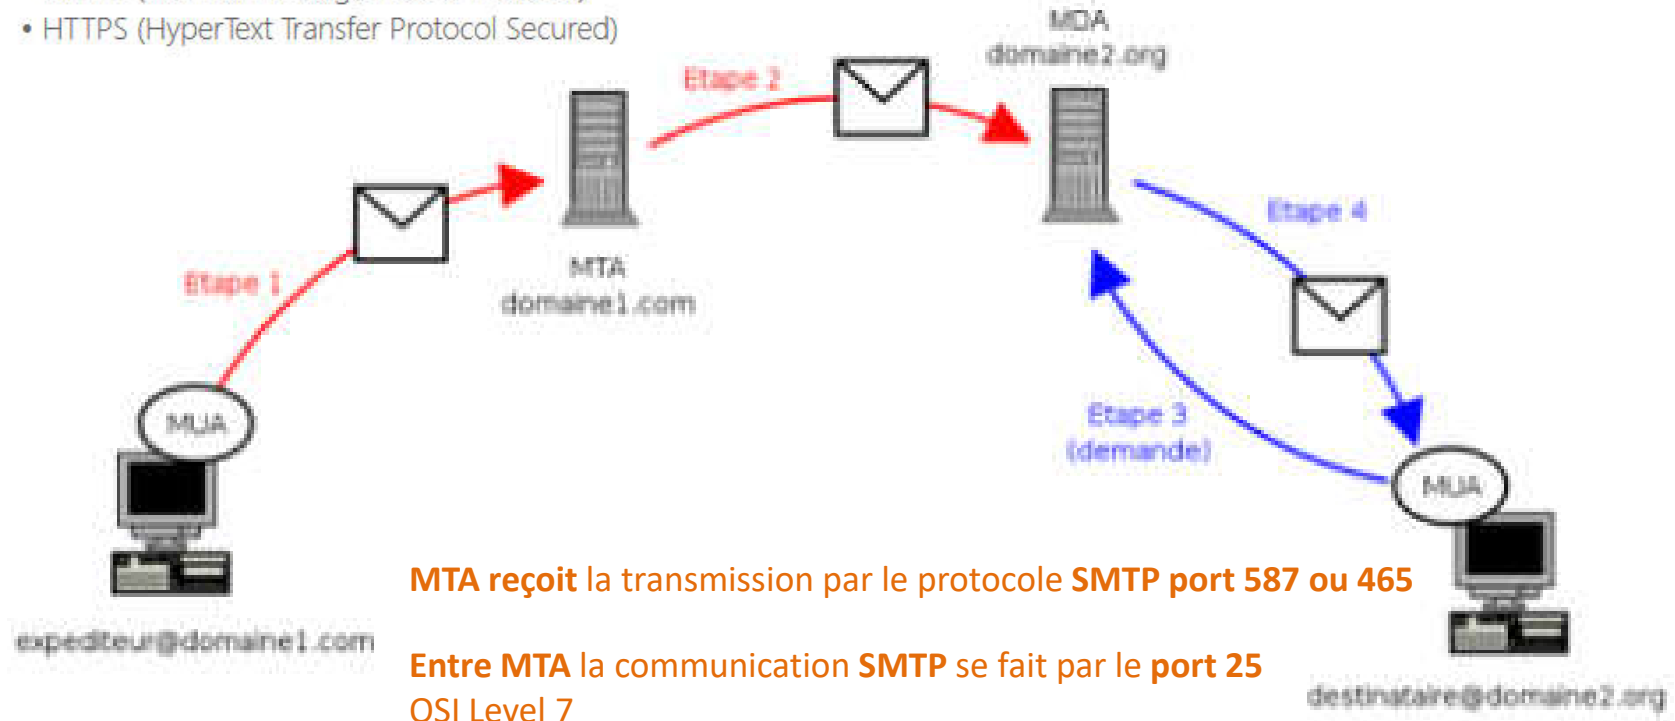 • HTTPS (HyperText Transfer Protocol Secured)
MDA
domaine2.org
Etape 2
Etape 4
Etape 1
MTA
domaine1.com
MUA
Etape 3
(demande)
MUA
MTA reçoit la transmission par le protocole SMTP port 587 ou 465
expediteur@domaine1.com
Entre MTA la communication SMTP se fait par le port 25
destinataire@domaine2.org
OSI Level 7